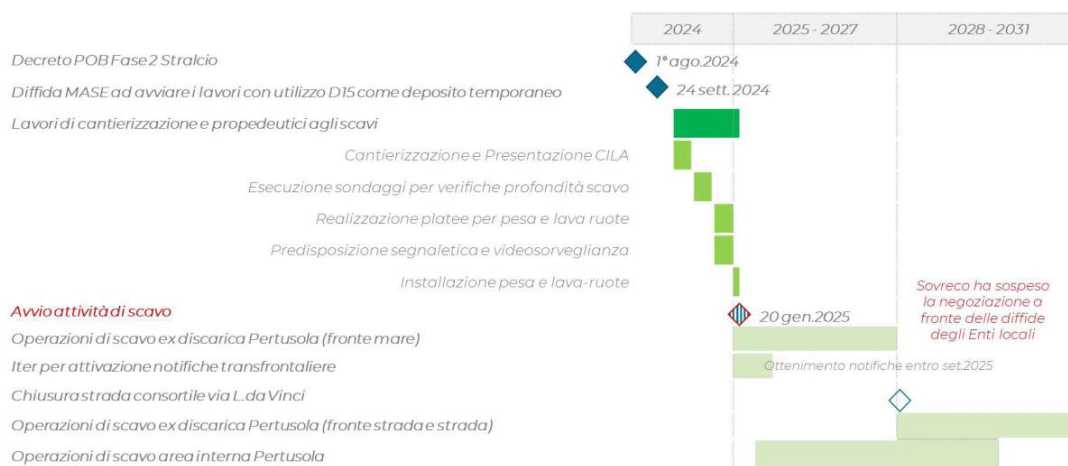 2024 2025 - 2027 2028 - 2031
Decreto POB Fase 2 Stralcio 1° ago.2024
Diffida MASE ad avviare i lavori con utilizzo D15 come deposito temporaneo 24 sett. 2024
Lavori di cantierizzazione e propedeutici agli scavi
Cantierizzazione e Presentazione CILA
Esecuzione sondaggi per verifiche profondità scavo
Realizzazione platee per pesa e lava ruote
Predisposizione segnaletica e videosorveglianza
Installazione pesa e lava-ruote
Sovreco ha sospeso
la negoziazione a
fronte delle diffide
degli Enti locali
Avvio attività di scavo 20 gen.2025
Operazioni di scavo ex discarica Pertusola (fronte mare)
Iter per attivazione notifiche transfrontaliere Ottenimento notifiche entro set.2025
Chiusura strada consortile via L.da Vinci
Operazioni di scavo ex discarica Pertusola (fronte strada e strada)
Operazioni di scavo area interna Pertusola